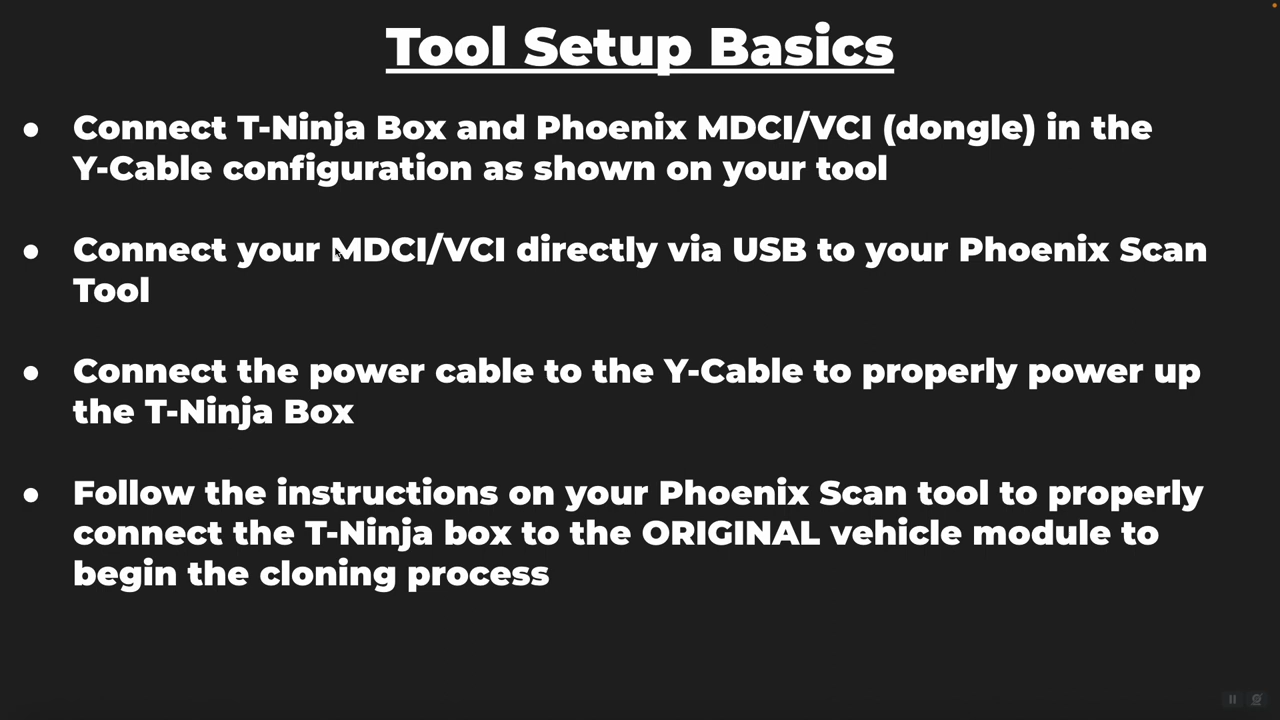 Tool Setup Basics
● Connect T-Ninja Box and Phoenix MDCI/VCI (dongle) in the
Y-Cable configuration as shown on your tool
● Connect your MDCI/VCI directly via USB to your Phoenix Scan
Tool
● Connect the power cable to the Y-Cable to properly power up
the T-Ninja Box
● Follow the instructions on your Phoenix Scan tool to properly
connect the T-Ninja box to the ORIGINAL vehicle module to
begin the cloning process